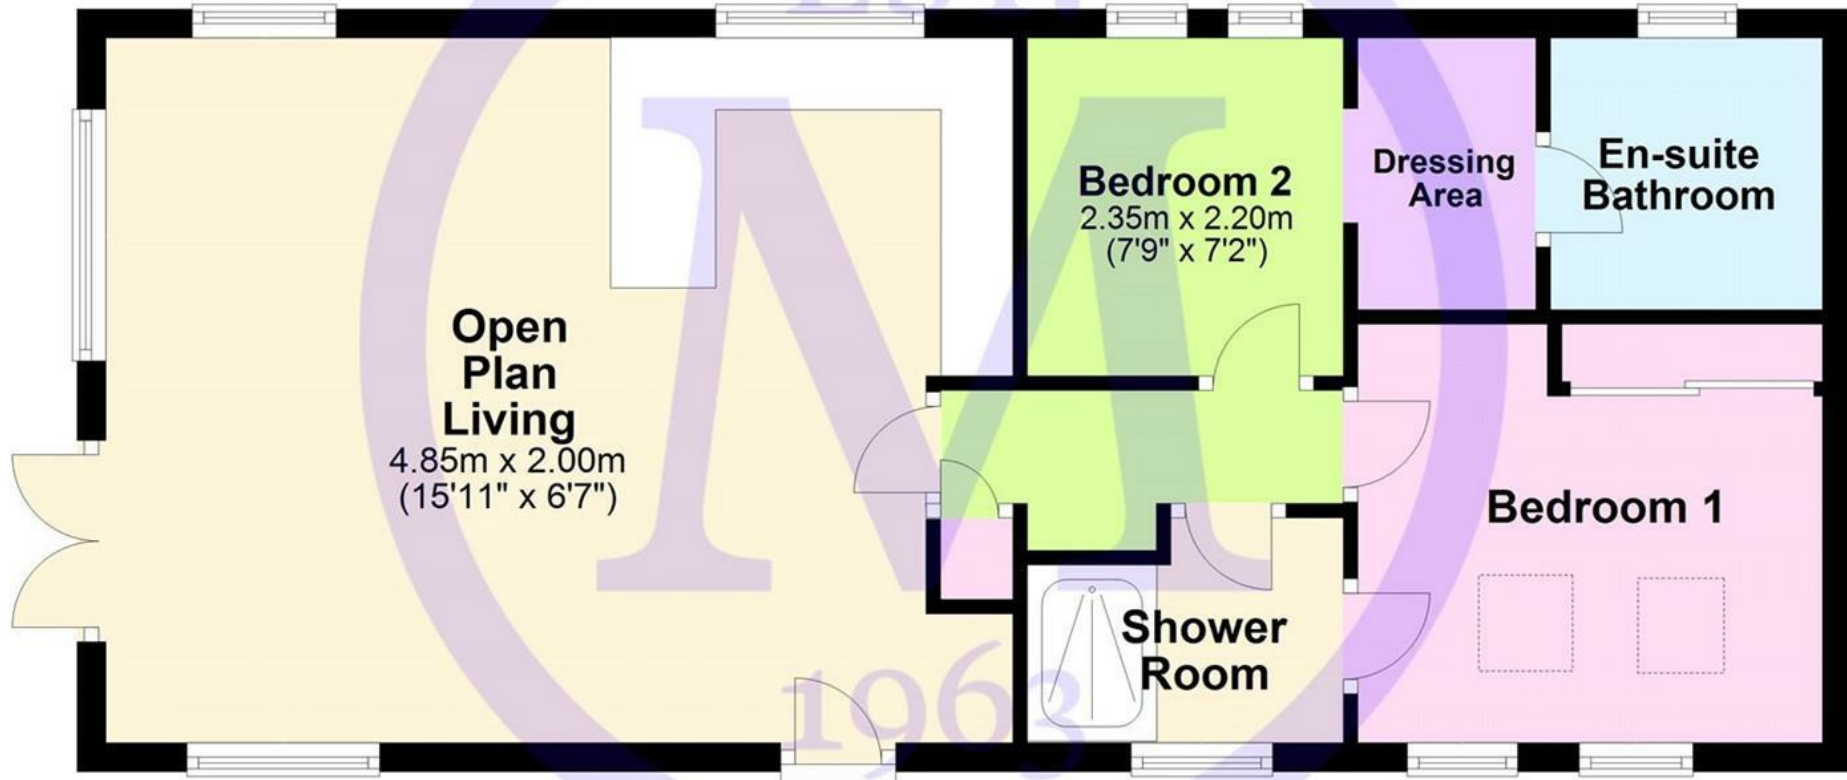 Open
Plan
Living
4.85m x 2.00m
(15'11" x 6'7")
Bedroom 2
2.35m x 2.20m
(7'9" x 7'2")
Dressing
Area
En-suite
Bathroom
Bedroom 1
Shower
Room
M
1963